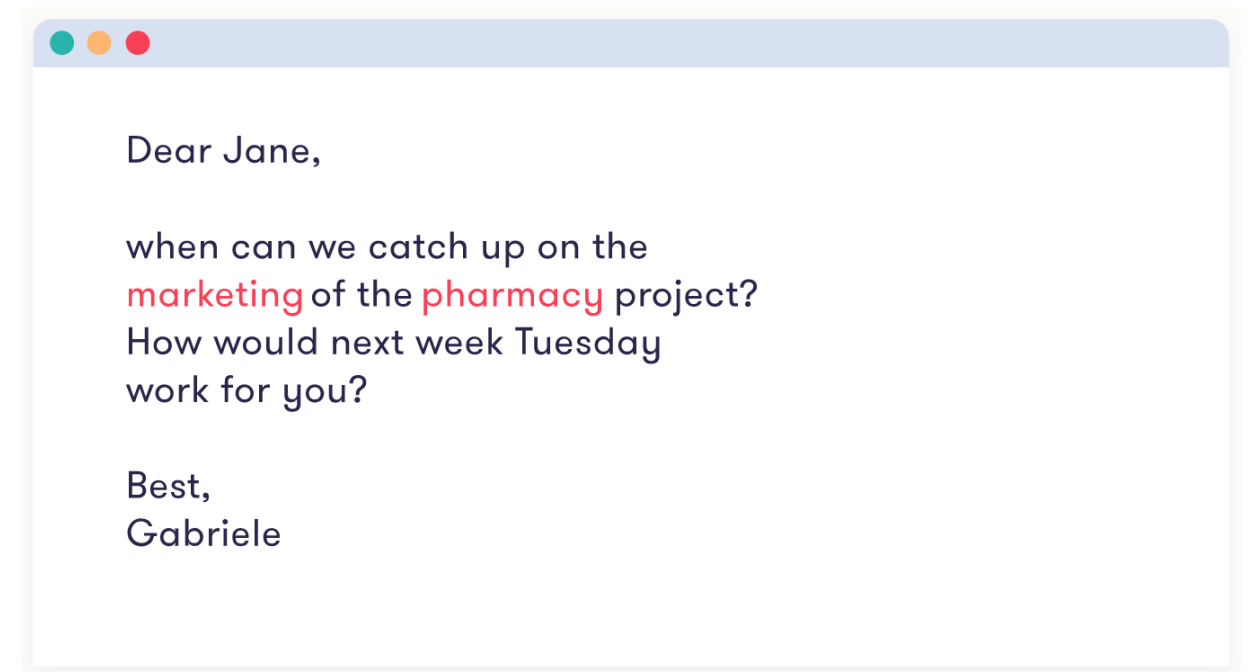 Dear Jane,
when can we catch up on the
marketing of the pharmacy project?
How would next week Tuesday
work for you?
Best,
Gabriele